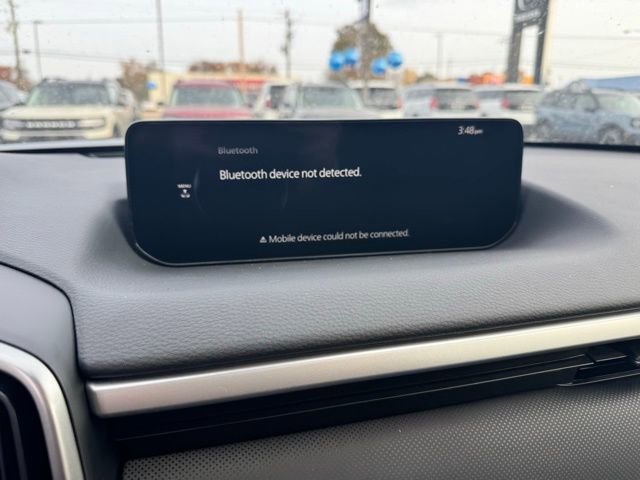 3:48pm
Bluetooth
Bluetooth device not detected.
MENU
⚠ Mobile device could not be connected.